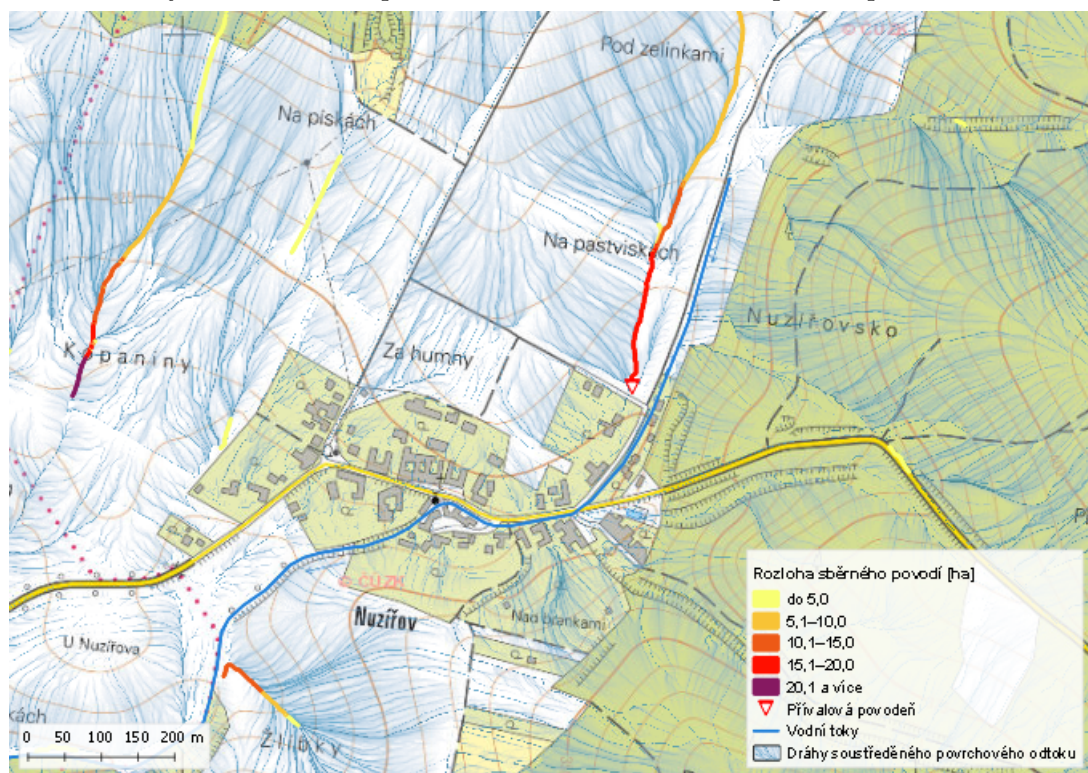 © ČÚZK
Pod zelinkami
Na pískách
325
Na pastviskách
Nuzířovsko
Kopaniny
Za humny
© ČÚZK
Nuzířov
Nad brankami
U Nuzířova
Žlíbky
0 50 100 150 200 m
Rozloha sběrného povodí [ha]
do 5,0
5,1–10,0
10,1–15,0
15,1–20,0
20,1 a více
Přívalová povodeň
Vodní toky
Dráhy soustředěného povrchového odtoku